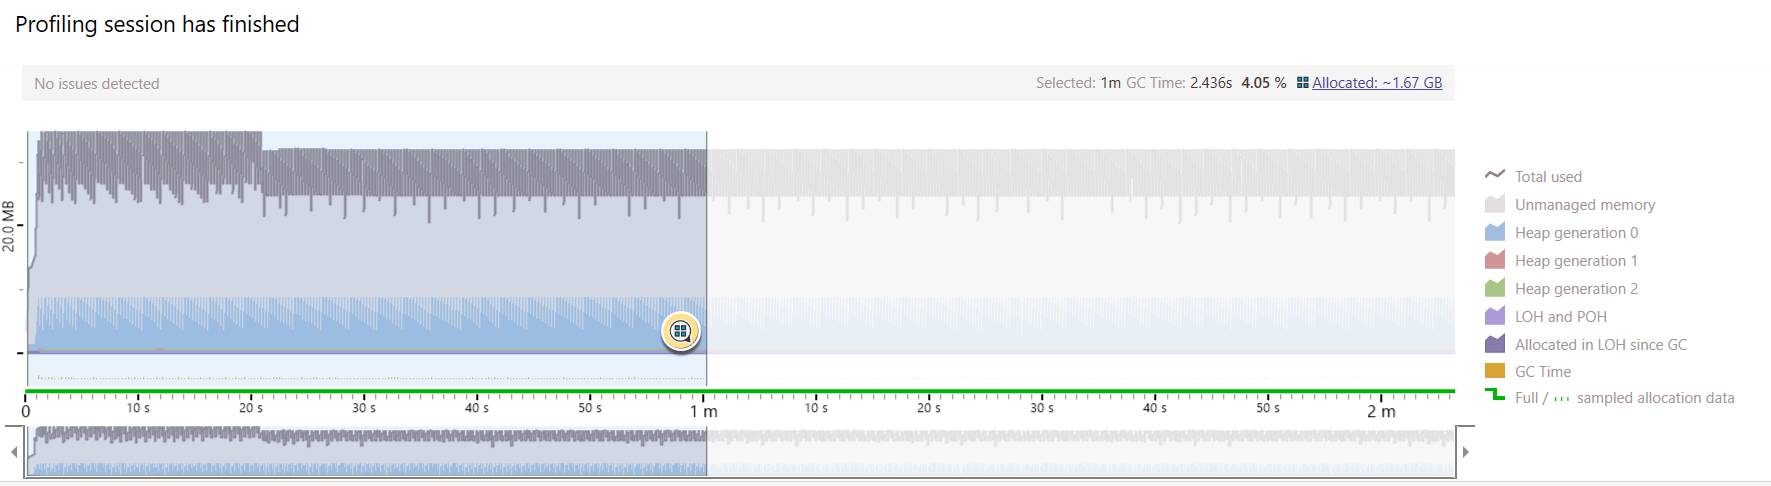 Profiling session has finished
No issues detected
Selected: 1m GC Time: 2.436s 4.05 % Allocated: ~1.67 GB
20.0 MB
Total used
Unmanaged memory
Heap generation 0
Heap generation 1
Heap generation 2
LOH and POH
Allocated in LOH since GC
GC Time
Full / sampled allocation data
0 10 s 20 s 30 s 40 s 50 s 1 m 10 s 20 s 30 s 40 s 50 s 2 m